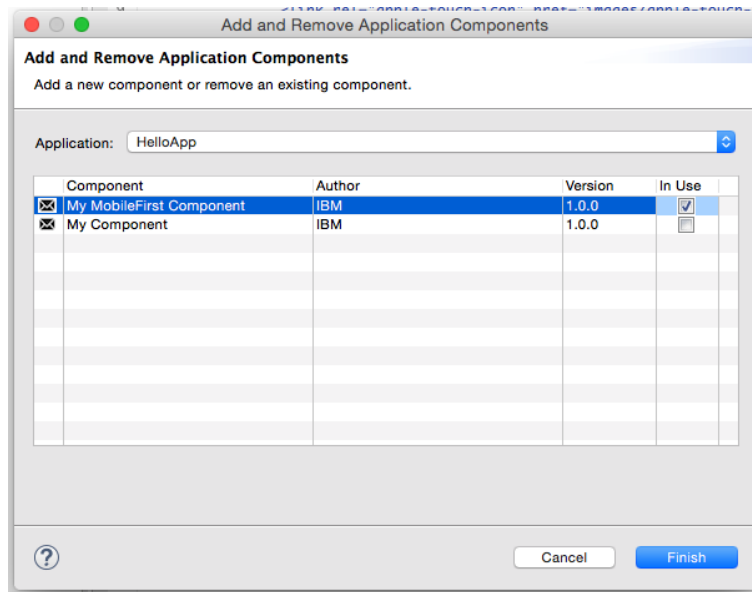 Add and Remove Application Components
Add and Remove Application Components
Add a new component or remove an existing component.
Application: HelloApp
Component Author Version In Use
My MobileFirst Component IBM 1.0.0
My Component IBM 1.0.0
?
Cancel Finish